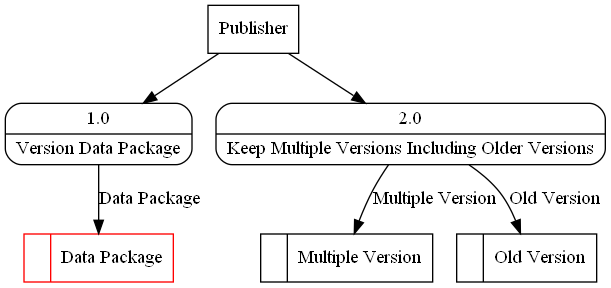 Publisher
1.0
Version Data Package
2.0
Keep Multiple Versions Including Older Versions
Data Package
Multiple Version
Old Version
Data Package
Multiple Version
Old Version